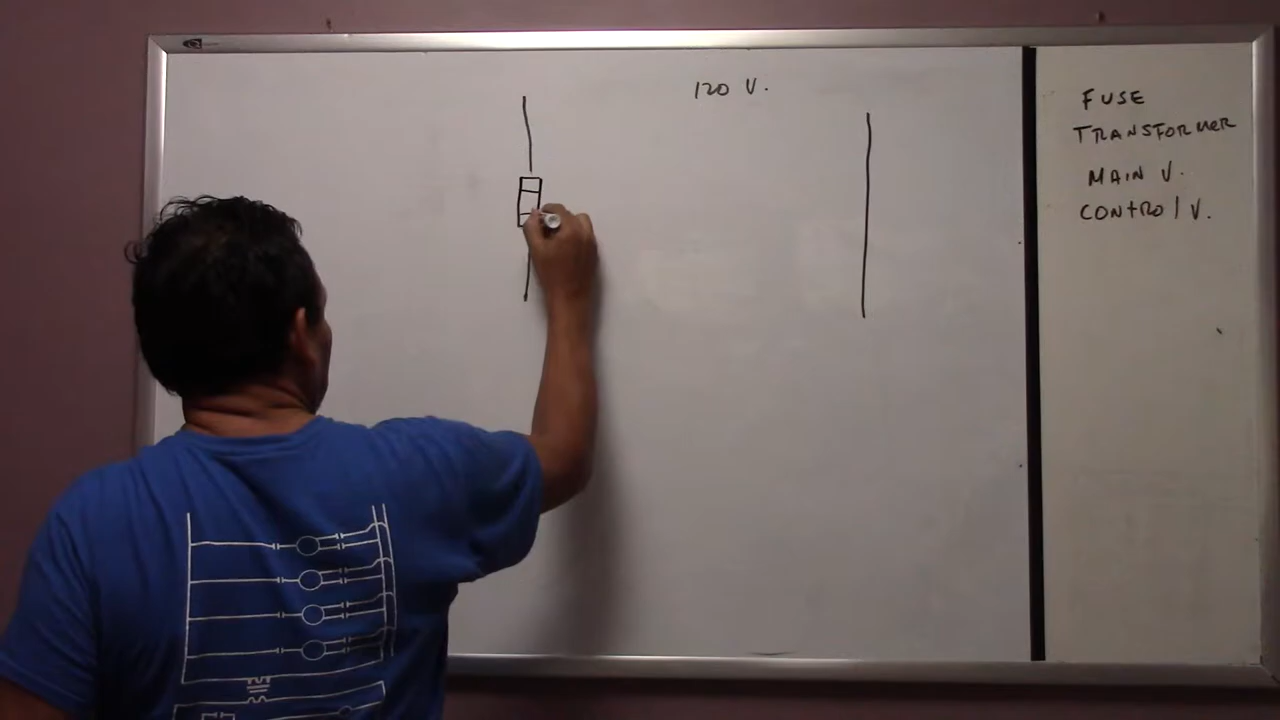 120 V.
FUSE
TRANSFORMER
MAIN V.
CONTROL V.